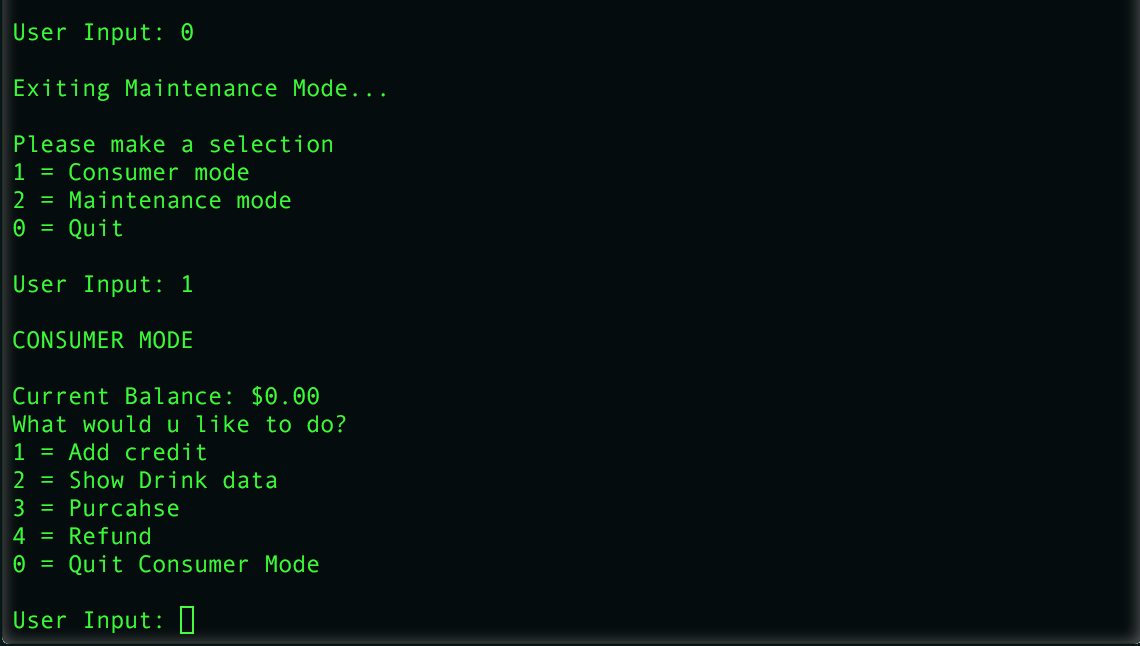 User Input: 0
Exiting Maintenance Mode...
Please make a selection
1 = Consumer mode
2 = Maintenance mode
0 = Quit
User Input: 1
CONSUMER MODE
Current Balance: $0.00
What would u like to do?
1 = Add credit
2 = Show Drink data
3 = Purcahse
4 = Refund
0 = Quit Consumer Mode
User Input: